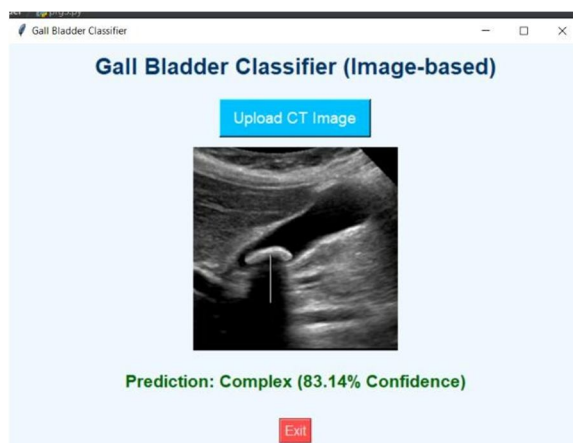 Gall Bladder Classifier
Gall Bladder Classifier (Image-based)
Upload CT Image
Prediction: Complex (83.14% Confidence)
Exit